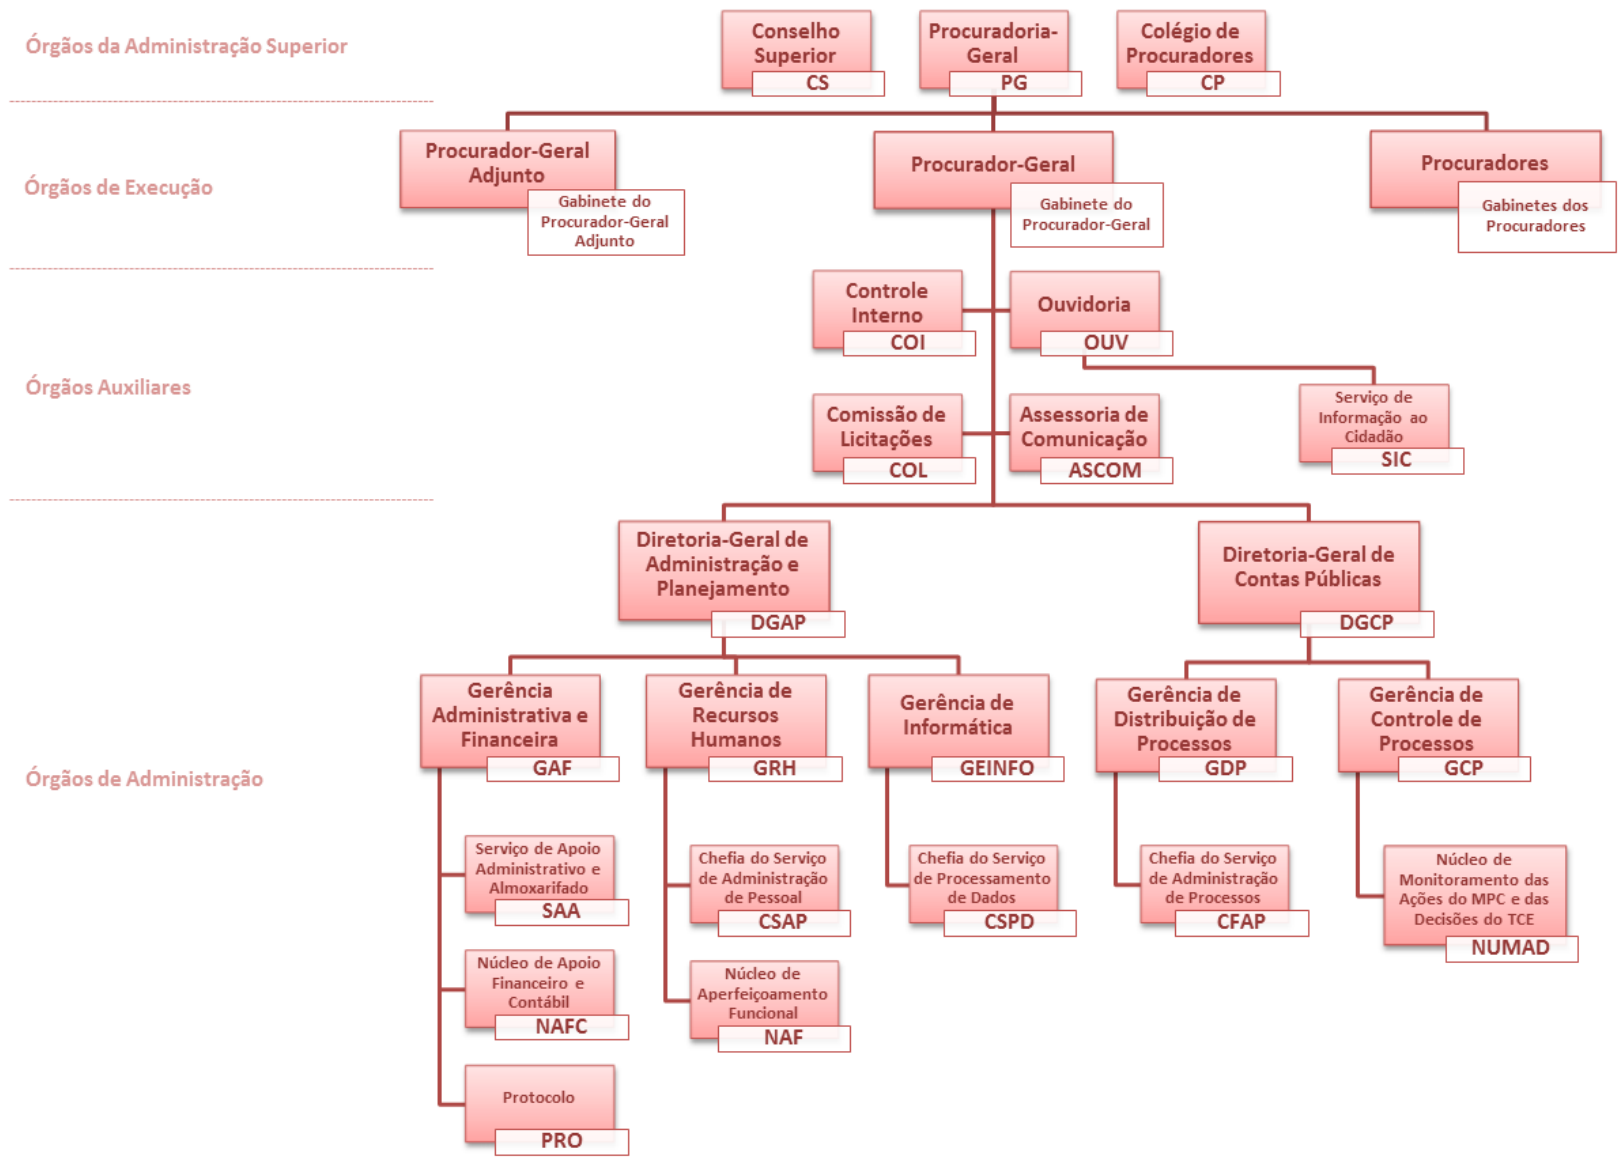 Órgãos da Administração Superior
Conselho
Superior
CS
Procuradoria-
Geral
PG
Colégio de
Procuradores
CP
Órgãos de Execução
Procurador-Geral
Adjunto
Gabinete do
Procurador-Geral
Adjunto
Procurador-Geral
Gabinete do
Procurador-Geral
Procuradores
Gabinetes dos
Procuradores
Órgãos Auxiliares
Controle
Interno
COI
Ouvidoria
OUV
Serviço de
Informação ao
Cidadão
SIC
Comissão de
Licitações
COL
Assessoria de
Comunicação
ASCOM
Órgãos de Administração
Diretoria-Geral de
Administração e
Planejamento
DGAP
Diretoria-Geral de
Contas Públicas
DGCP
Gerência
Administrativa e
Financeira
GAF
Gerência de
Recursos
Humanos
GRH
Gerência de
Informática
GEINFO
Gerência de
Distribuição de
Processos
GDP
Gerência de
Controle de
Processos
GCP
Serviço de Apoio
Administrativo e
Almoxarifado
SAA
Chefia do Serviço
de Administração
de Pessoal
CSAP
Chefia do Serviço
de Processamento
de Dados
CSPD
Chefia do Serviço
de Administração
de Processos
CFAP
Núcleo de
Monitoramento das
Ações do MPC e das
Decisões do TCE
NUMAD
Núcleo de Apoio
Financeiro e
Contábil
NAFC
Núcleo de
Aperfeiçoamento
Funcional
NAF
Protocolo
PRO